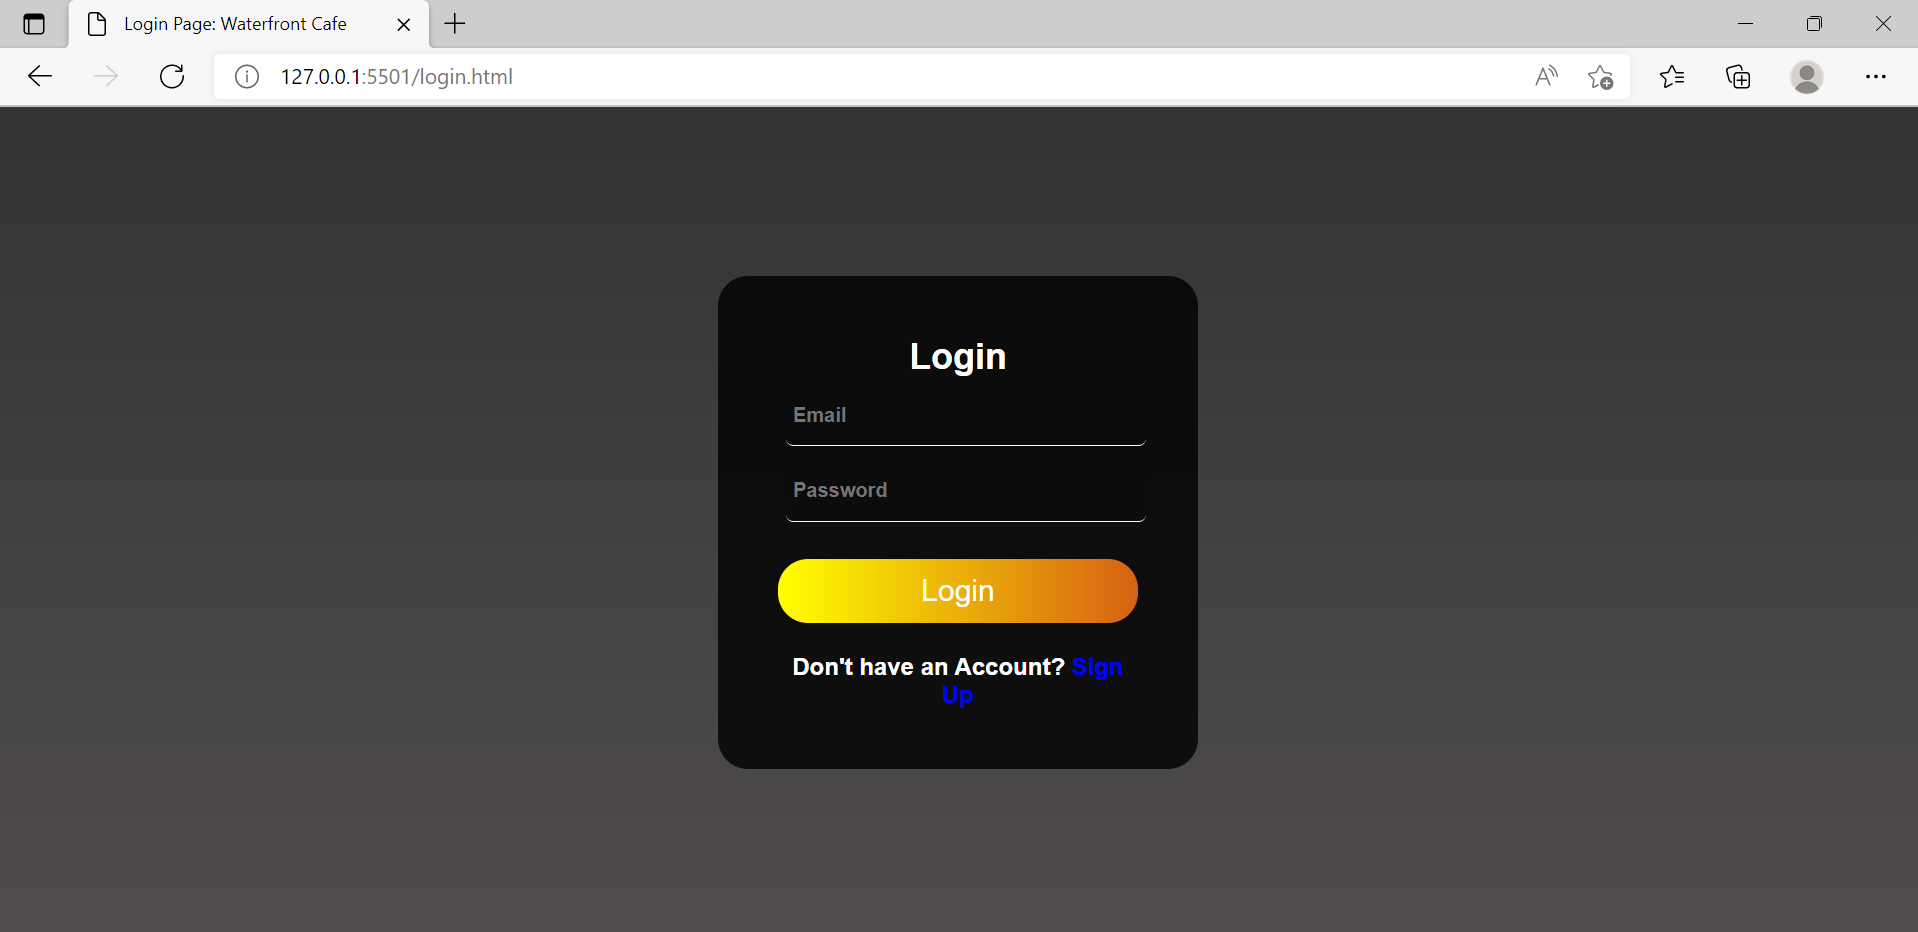 Login Page: Waterfront Cafe
127.0.0.1:5501/login.html
Login
Email
Password
Login
Don't have an Account? Sign
Up